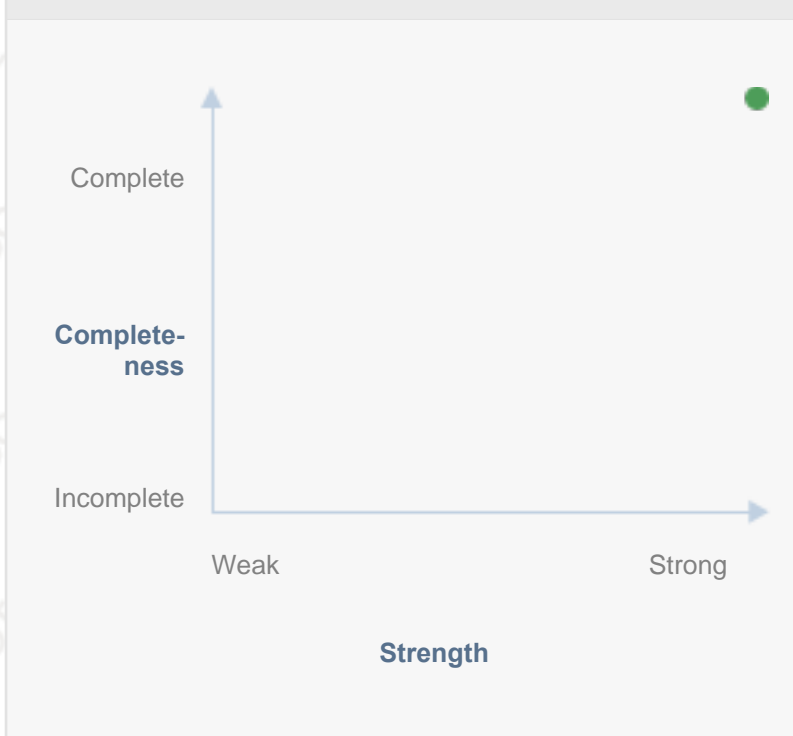 Complete
Complete-
ness
Incomplete
Weak Strong
Strength